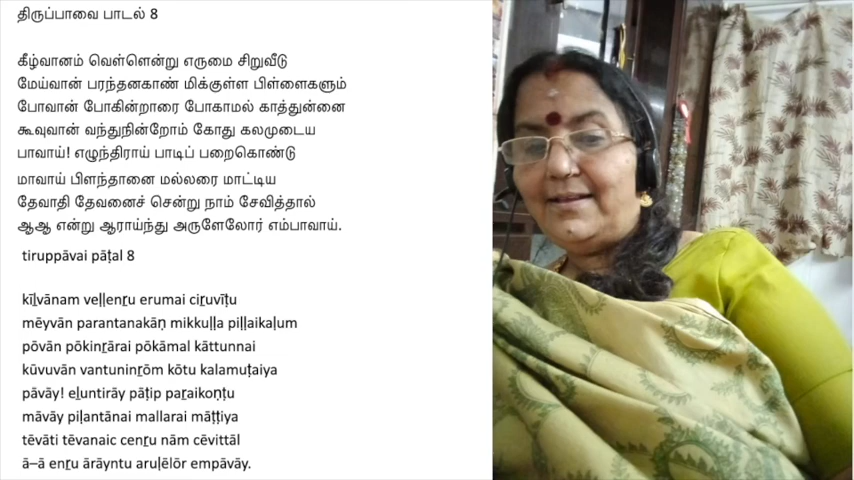 திருப்பாவை பாடல் 8
கீழ்வானம் வெள்ளென்று எருமை சிறுவீடு
மேய்வான் பரந்தனகாண் மிக்குள்ள பிள்ளைகளும்
போவான் போகின்றாரை போகாமல் காத்துன்னை
கூவுவான் வந்துநின்றோம் கோது கலமுடைய
பாவாய்! எழுந்திராய் பாடிப் பறைகொண்டு
மாவாய் பிளந்தானை மல்லரை மாட்டிய
தேவாதி தேவனைச் சென்று நாம் சேவித்தால்
ஆஆ என்று ஆராய்ந்து அருளேலோர் எம்பாவாய்.
tiruppāvai pāṭal 8
kīḻvānam veḷḷenṟu erumai ciṟuvīṭu
mēyvān parantanakāṇ mikkuḷḷa piḷḷaikaḷum
pōvān pōkinṟārai pōkāmal kāttunnai
kūvuvān vantuninṟōm kōtu kalamuṭaiya
pāvāy! eḻuntirāy pāṭip paṟaikoṇṭu
māvāy piḷantānai mallarai māṭṭiya
tēvāti tēvanaic cenṟu nām cēvittāl
ā–ā enṟu ārāyntu aruḷēlōr empāvāy.